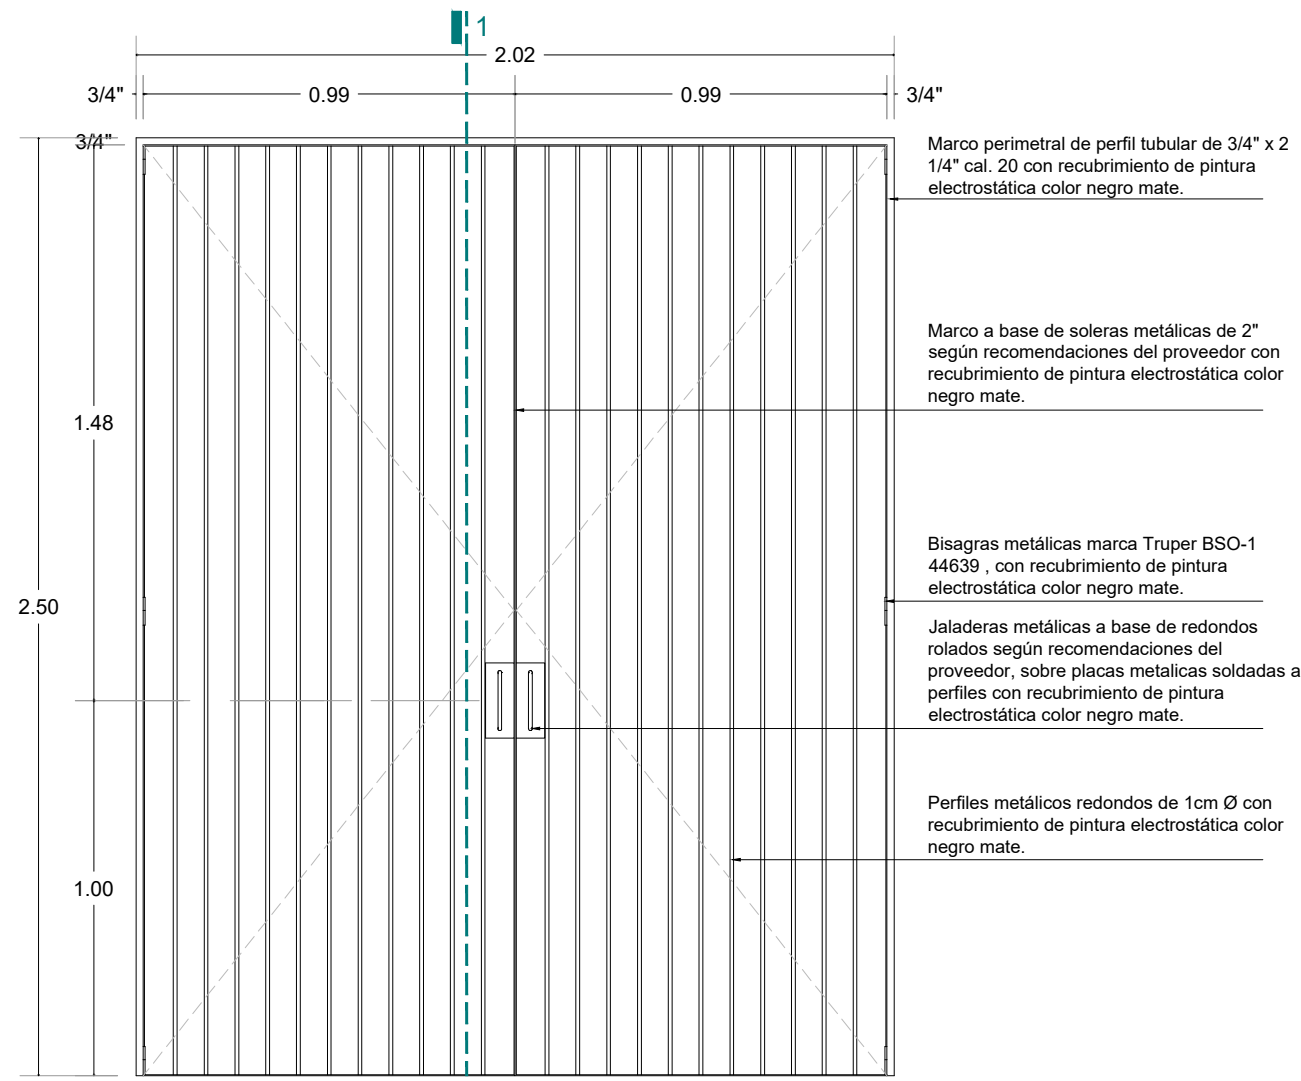 1
2.02
3/4" 0.99 0.99 3/4"
3/4"
Marco perimetral de perfil tubular de 3/4" x 2
1/4" cal. 20 con recubrimiento de pintura
electrostática color negro mate.
Marco a base de soleras metálicas de 2"
según recomendaciones del proveedor con
recubrimiento de pintura electrostática color
negro mate.
1.48
Bisagras metálicas marca Truper BSO-1
44639 , con recubrimiento de pintura
electrostática color negro mate.
2.50
Jaladeras metálicas a base de redondos
rolados según recomendaciones del
proveedor, sobre placas metalicas soldadas a
perfiles con recubrimiento de pintura
electrostática color negro mate.
Perfiles metálicos redondos de 1cm Ø con
recubrimiento de pintura electrostática color
negro mate.
1.00